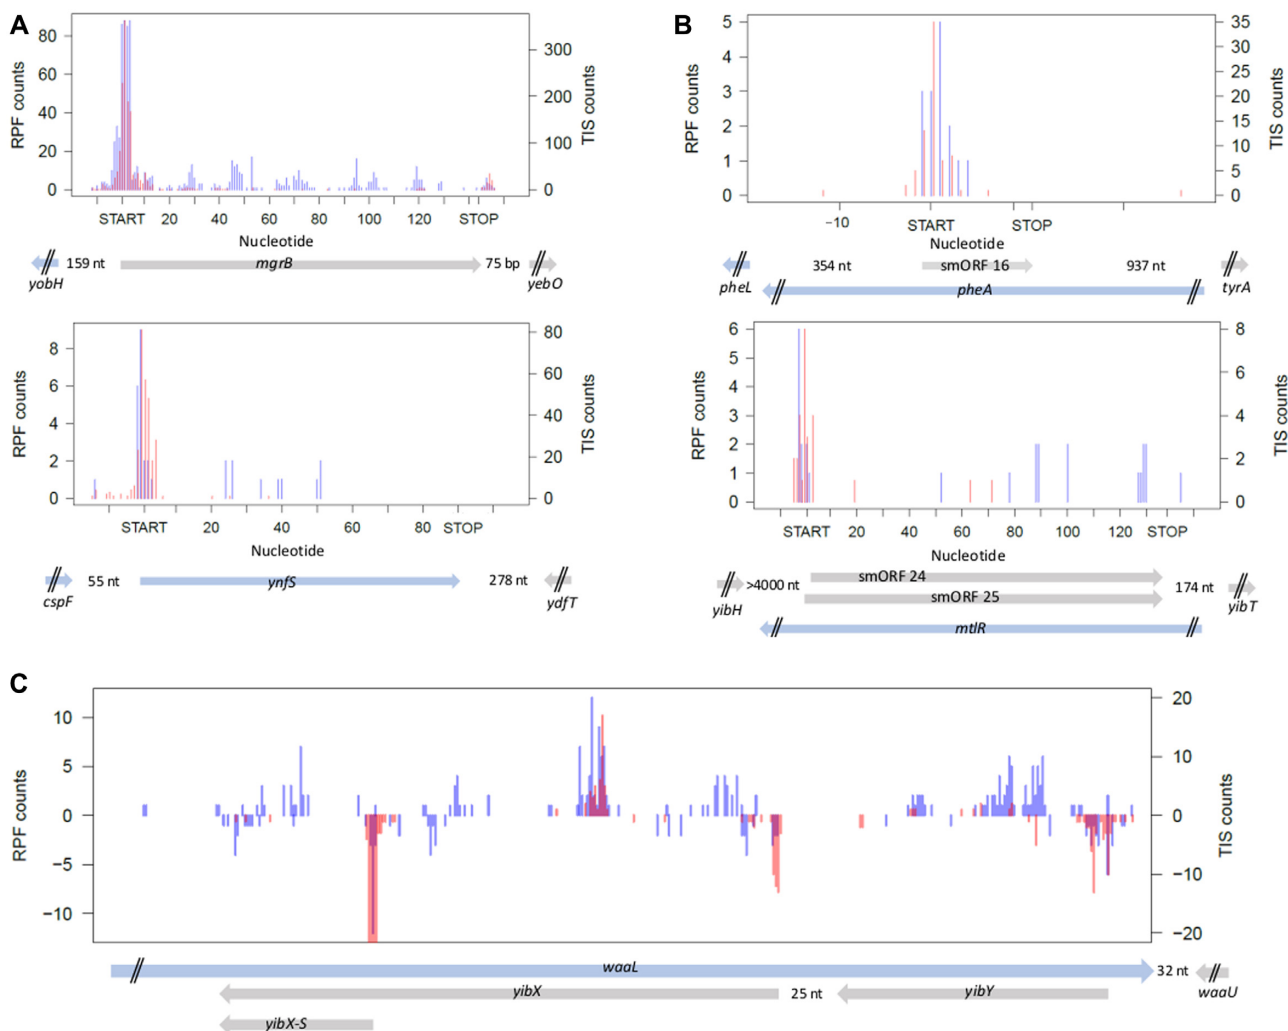 A
RPF counts
80
60
40
20
0
300
200
100
0
TIS counts
START 20 40 60 80 100 120 STOP
Nucleotide
159 nt mgrB 75 bp
yobH yebO
RPF counts
8
6
4
2
0
80
60
40
20
0
TIS counts
START 20 40 60 80 STOP
Nucleotide
55 nt ynfS 278 nt
cspF ydfT
B
RPF counts
5
4
3
2
1
0
35
30
25
20
15
10
5
0
TIS counts
−10 START STOP
Nucleotide
354 nt smORF 16 937 nt
pheL pheA tyrA
RPF counts
6
5
4
3
2
1
0
8
6
4
2
0
TIS counts
START 20 40 60 80 100 120 STOP
Nucleotide
>4000 nt smORF 24 174 nt
yibH smORF 25 yibT
mtlR
C
RPF counts
10
5
0
−5
−10
20
10
0
−10
−20
TIS counts
waaL 32 nt
yibX 25 nt yibY waaU
yibX-S